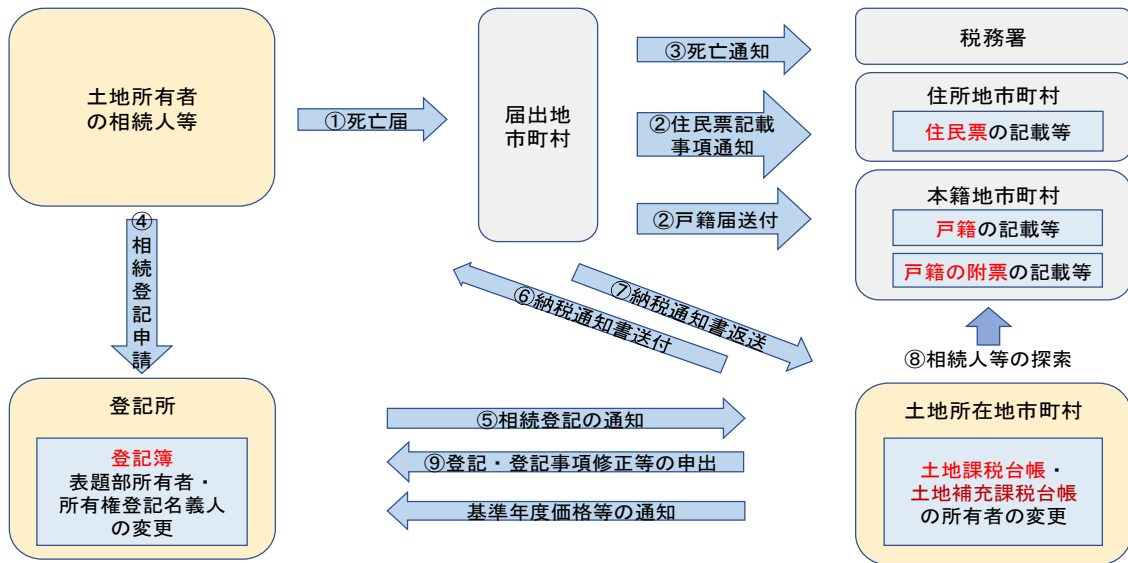 土地所有者
の相続人等
①死亡届
届出地
市町村
③死亡通知
②住民票記載
事項通知
②戸籍届送付
税務署
住所地市町村
住民票の記載等
本籍地市町村
戸籍の記載等
戸籍の附票の記載等
④相続登記申請
⑥納税通知書送付
⑦納税通知書返送
⑧相続人等の探索
登記所
登記簿
表題部所有者・
所有権登記名義人
の変更
⑤相続登記の通知
⑨登記・登記事項修正等の申出
基準年度価格等の通知
土地所在地市町村
土地課税台帳・
土地補充課税台帳
の所有者の変更